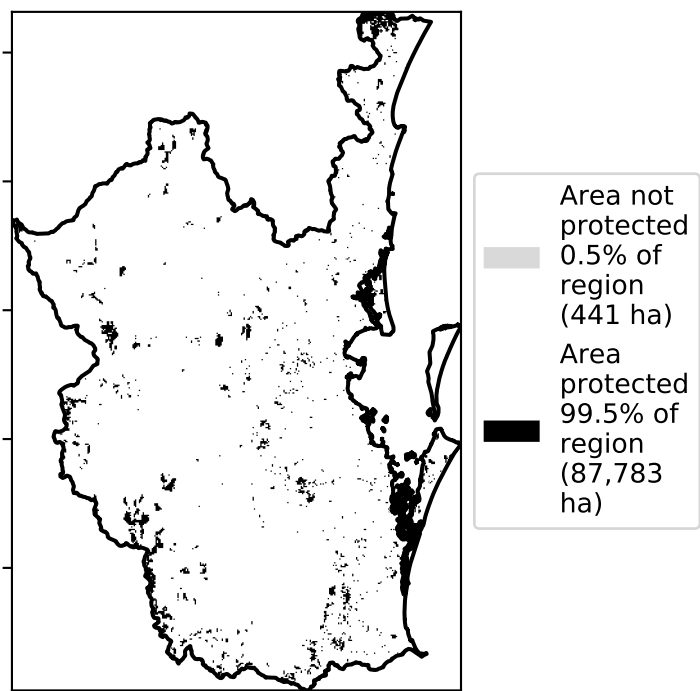 Area not
protected
0.5% of
region
(441 ha)
Area
protected
99.5% of
region
(87,783
ha)